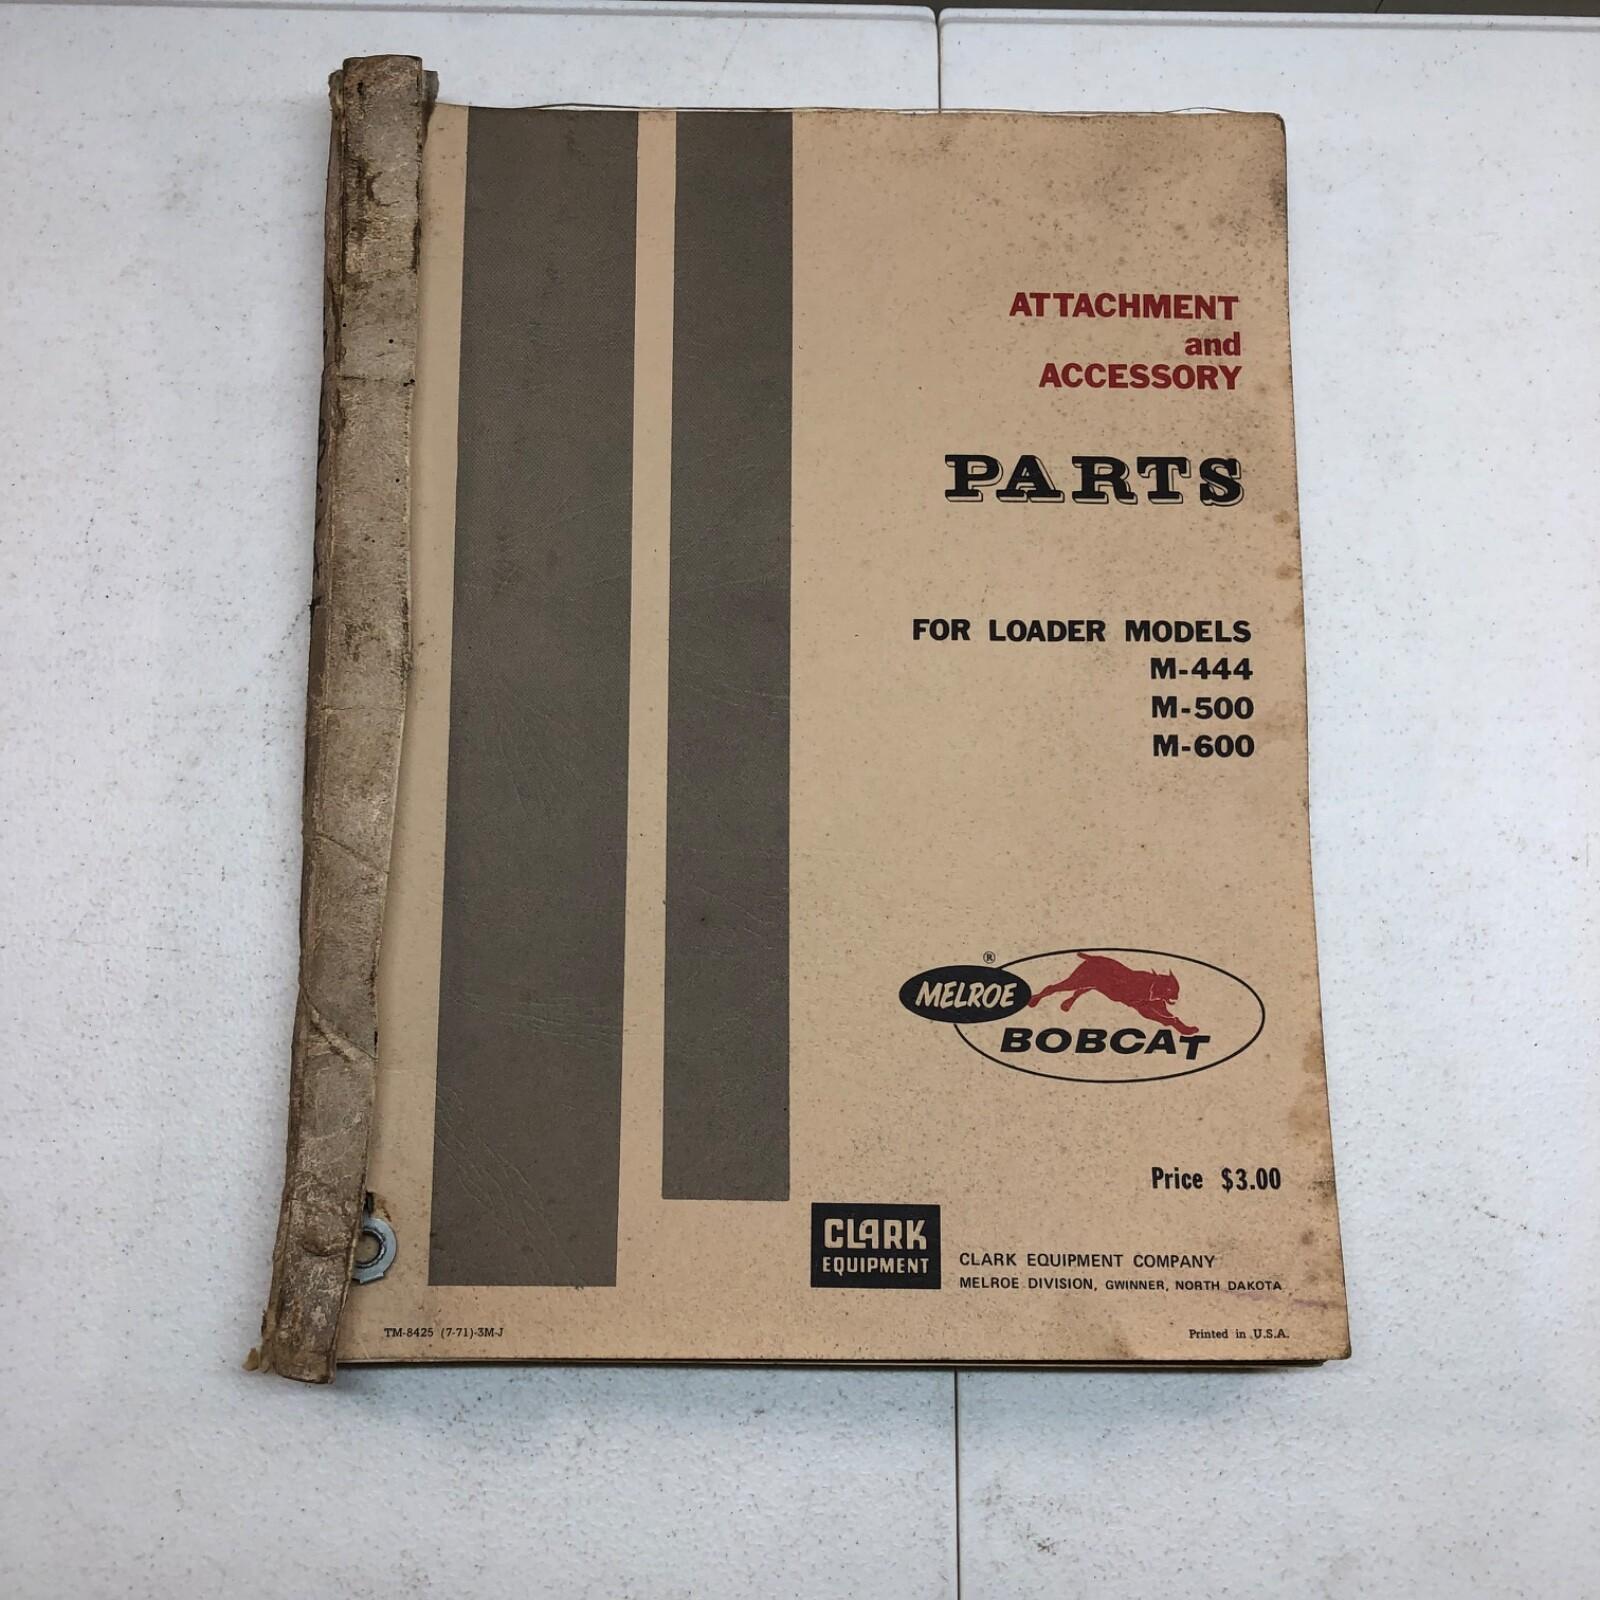 ATTACHMENT
and
ACCESSORY
PARTS
FOR LOADER MODELS
M-444
M-500
M-600
®
MELROE
BOBCAT
Price $3.00
CLARK
EQUIPMENT
CLARK EQUIPMENT COMPANY
MELROE DIVISION, GWINNER, NORTH DAKOTA
TM-8425 (7-71)-3M-J
Printed in U.S.A.